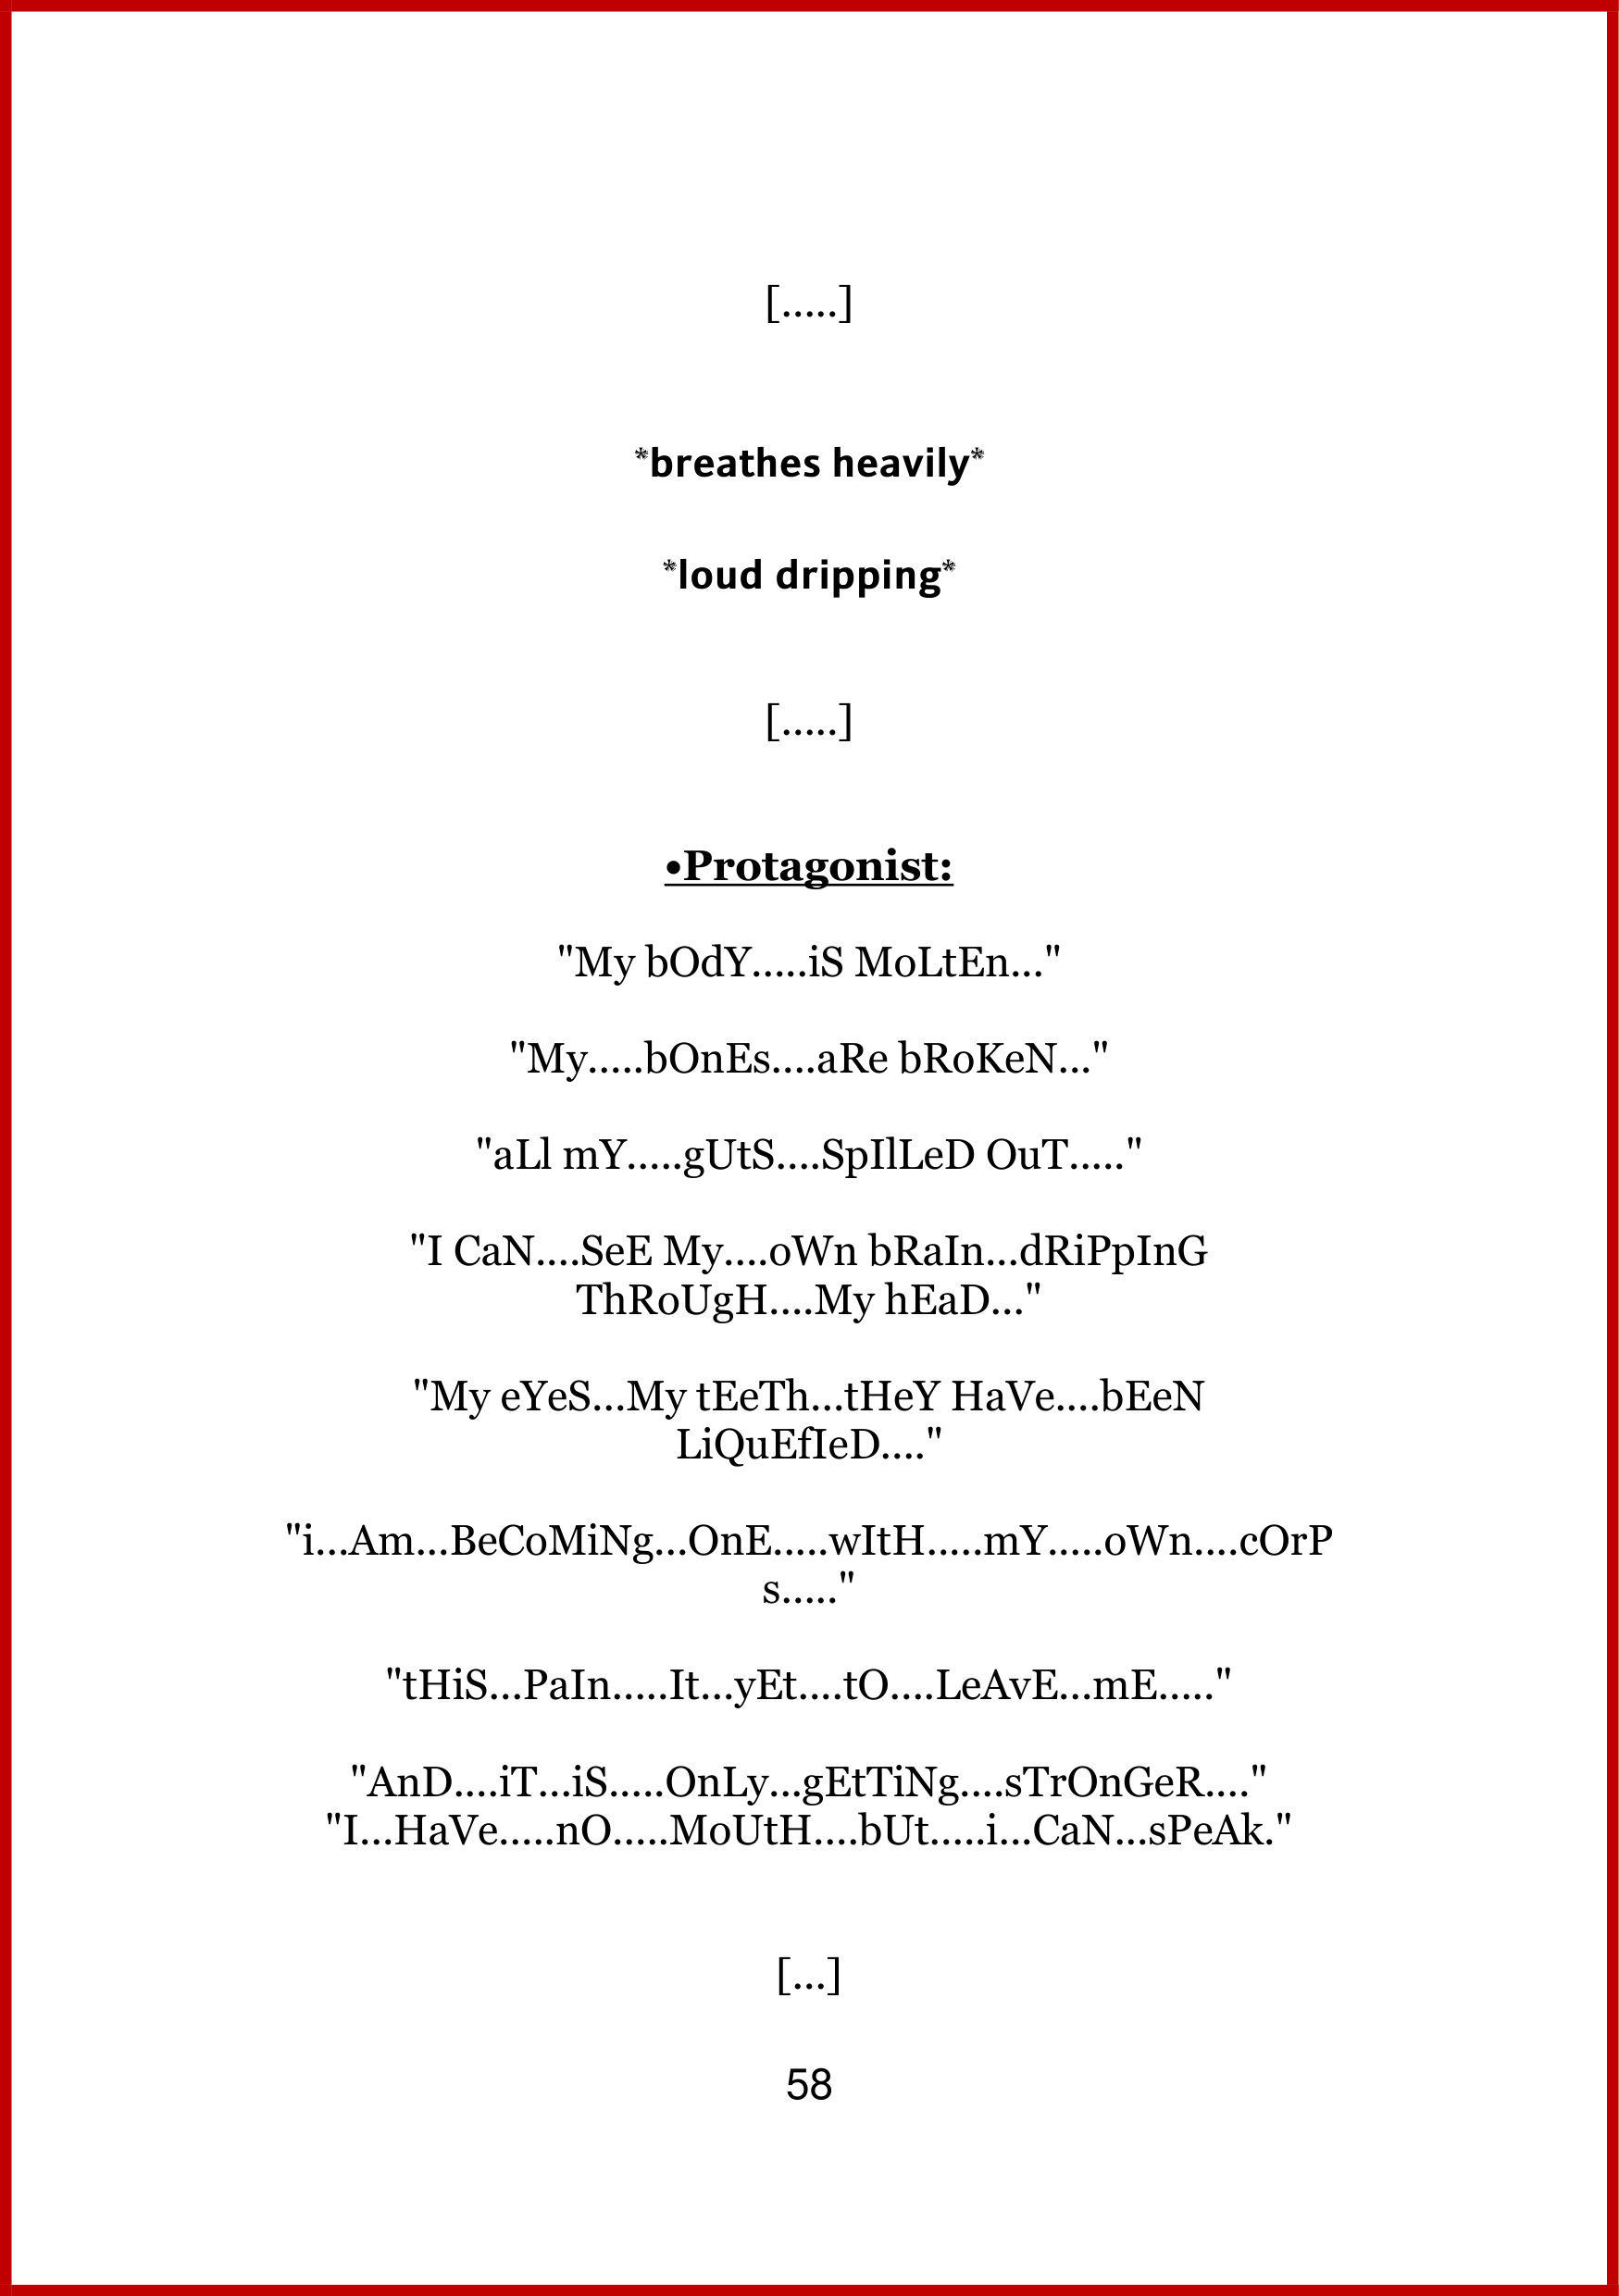 [.....]
*breathes heavily*
*loud dripping*
[.....]
•Protagonist:
"My bOdY.....iS MoLtEn..."
"My.....bOnEs....aRe bRoKeN..."
"aLl mY.....gUtS....SpIlLeD OuT....."
"I CaN....SeE My....oWn bRaIn...dRiPpInG
ThRoUgH....My hEaD..."
"My eYeS...My tEeTh...tHeY HaVe....bEeN
LiQuEfIeD...."
"i...Am...BeCoMiNg...OnE.....wItH.....mY.....oWn....cOrP
s....."
"tHiS...PaIn.....It...yEt....tO....LeAvE...mE....."
"AnD....iT...iS.....OnLy...gEtTiNg....sTrOnGeR...."
"I...HaVe.....nO.....MoUtH....bUt.....i...CaN...sPeAk."
[...]
58